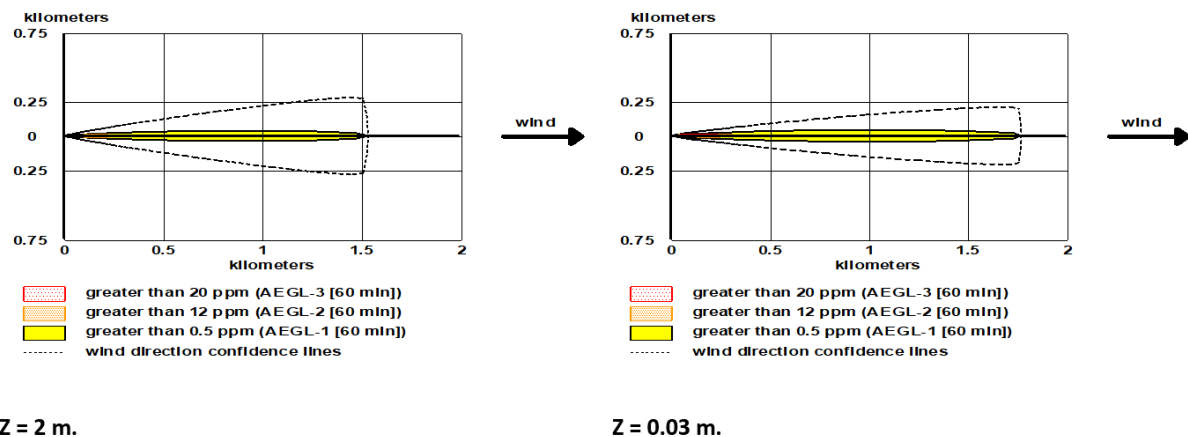 kilometers
0.75
0.25
0
0.25
0.75
0 0.5 1 1.5 2
kilometers
wind
greater than 20 ppm (AEGL-3 [60 min])
greater than 12 ppm (AEGL-2 [60 min])
greater than 0.5 ppm (AEGL-1 [60 min])
wind direction confidence lines
Z = 2 m.
kilometers
0.75
0.25
0
0.25
0.75
0 0.5 1 1.5 2
kilometers
wind
greater than 20 ppm (AEGL-3 [60 min])
greater than 12 ppm (AEGL-2 [60 min])
greater than 0.5 ppm (AEGL-1 [60 min])
wind direction confidence lines
Z = 0.03 m.